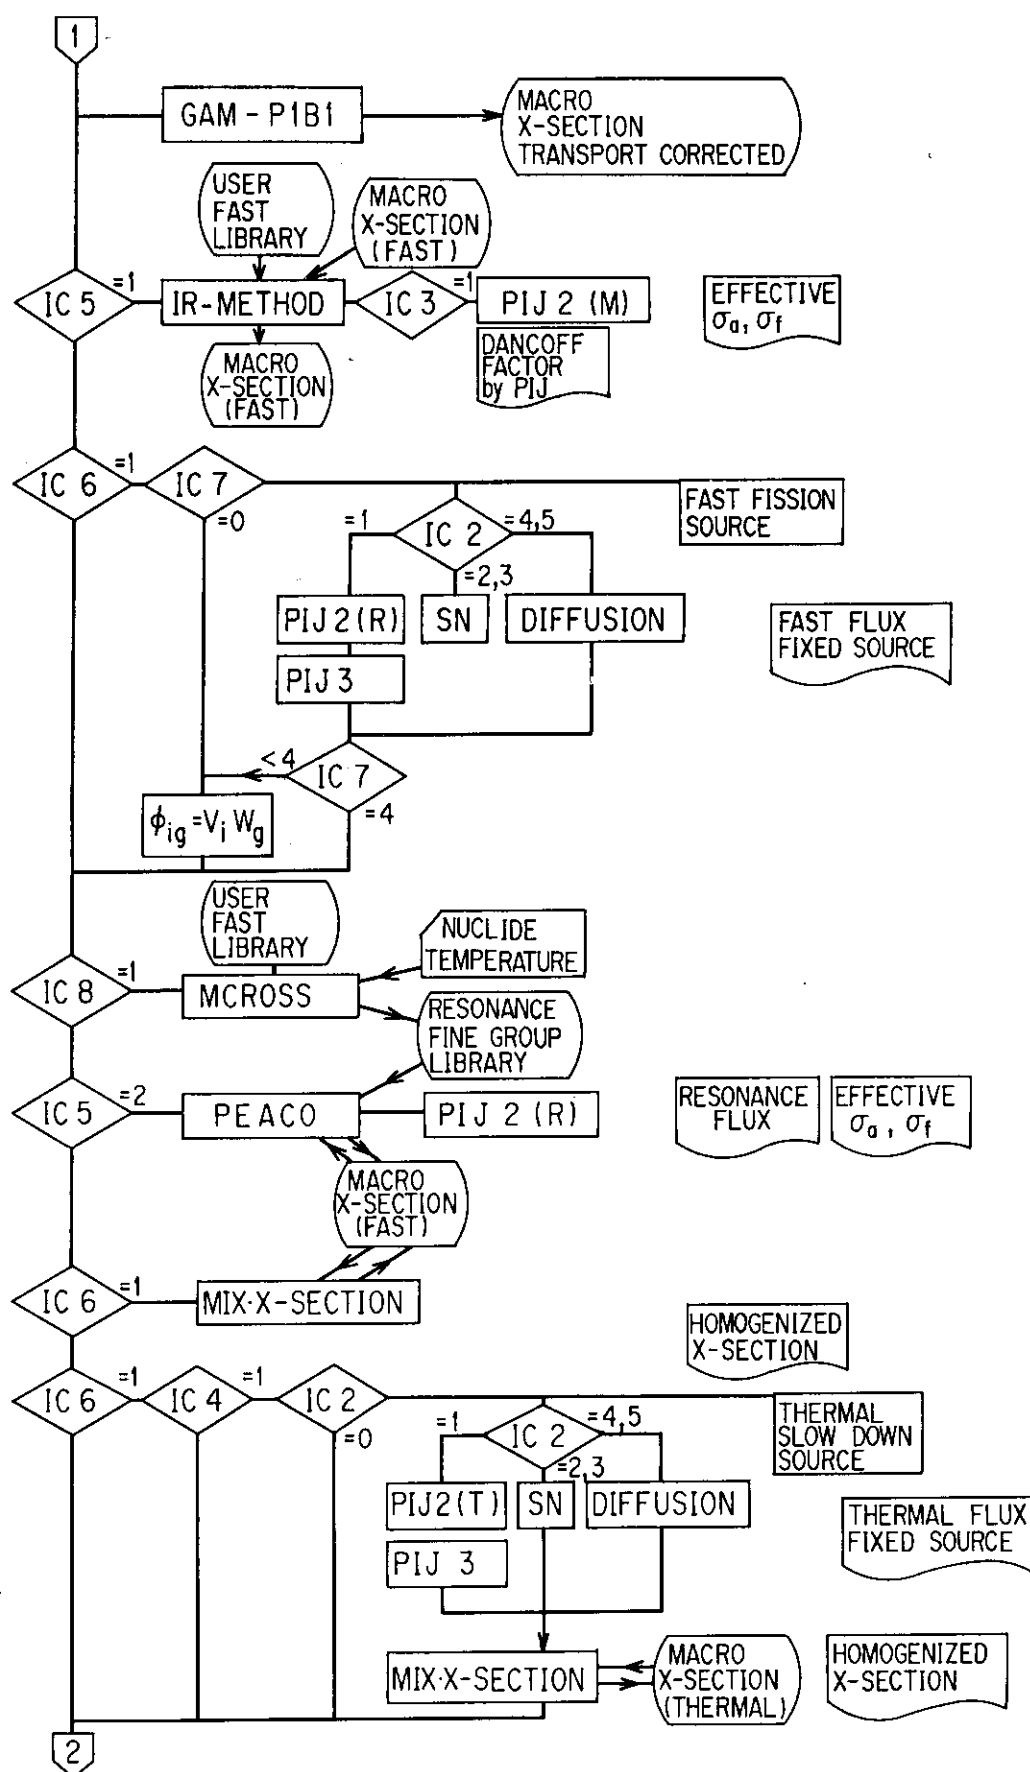 1
GAM-P1B1
MACRO
X-SECTION
TRANSPORT CORRECTED
USER
FAST
LIBRARY
MACRO
X-SECTION
(FAST)
IC 5
=1
IR-METHOD
IC 3
=1
PIJ 2 (M)
EFFECTIVE
σa, σf
DANCOFF
FACTOR
by PIJ
MACRO
X-SECTION
(FAST)
IC 6
=1
IC 7
=0
FAST FISSION
SOURCE
=1
IC 2
=4,5
=2,3
PIJ 2 (R)
SN
DIFFUSION
FAST FLUX
FIXED SOURCE
PIJ 3
<4
IC 7
=4
ϕig = Vi Wg
USER
FAST
LIBRARY
NUCLIDE
TEMPERATURE
IC 8
=1
MCROSS
RESONANCE
FINE GROUP
LIBRARY
IC 5
=2
PEACO
PIJ 2 (R)
RESONANCE
FLUX
EFFECTIVE
σa, σf
MACRO
X-SECTION
(FAST)
IC 6
=1
MIX·X-SECTION
HOMOGENIZED
X-SECTION
IC 6
=1
IC 4
=1
IC 2
=0
THERMAL
SLOW DOWN
SOURCE
=1
IC 2
=4,5
=2,3
PIJ2(T)
SN
DIFFUSION
THERMAL FLUX
FIXED SOURCE
PIJ 3
MIX·X-SECTION
MACRO
X-SECTION
(THERMAL)
HOMOGENIZED
X-SECTION
2